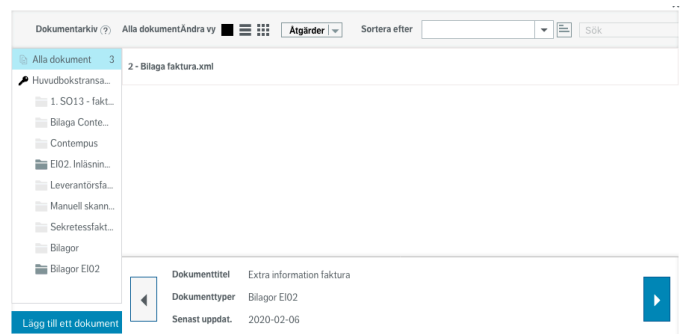 Dokumentarkiv (?) Alla dokument Ändra vy Åtgärder Sortera efter Sök
Alla dokument 3
2 - Bilaga faktura.xml
Huvudbokstransa...
1. SO13 - fakt...
Bilaga Conte...
Contempus
EI02. Inläsnin...
Leverantörsfa...
Manuell skann...
Sekretessfakt...
Bilagor
Bilagor EI02
Lägg till ett dokument
Dokumenttitel Extra information faktura
Dokumenttyper Bilagor EI02
Senast uppdat. 2020-02-06